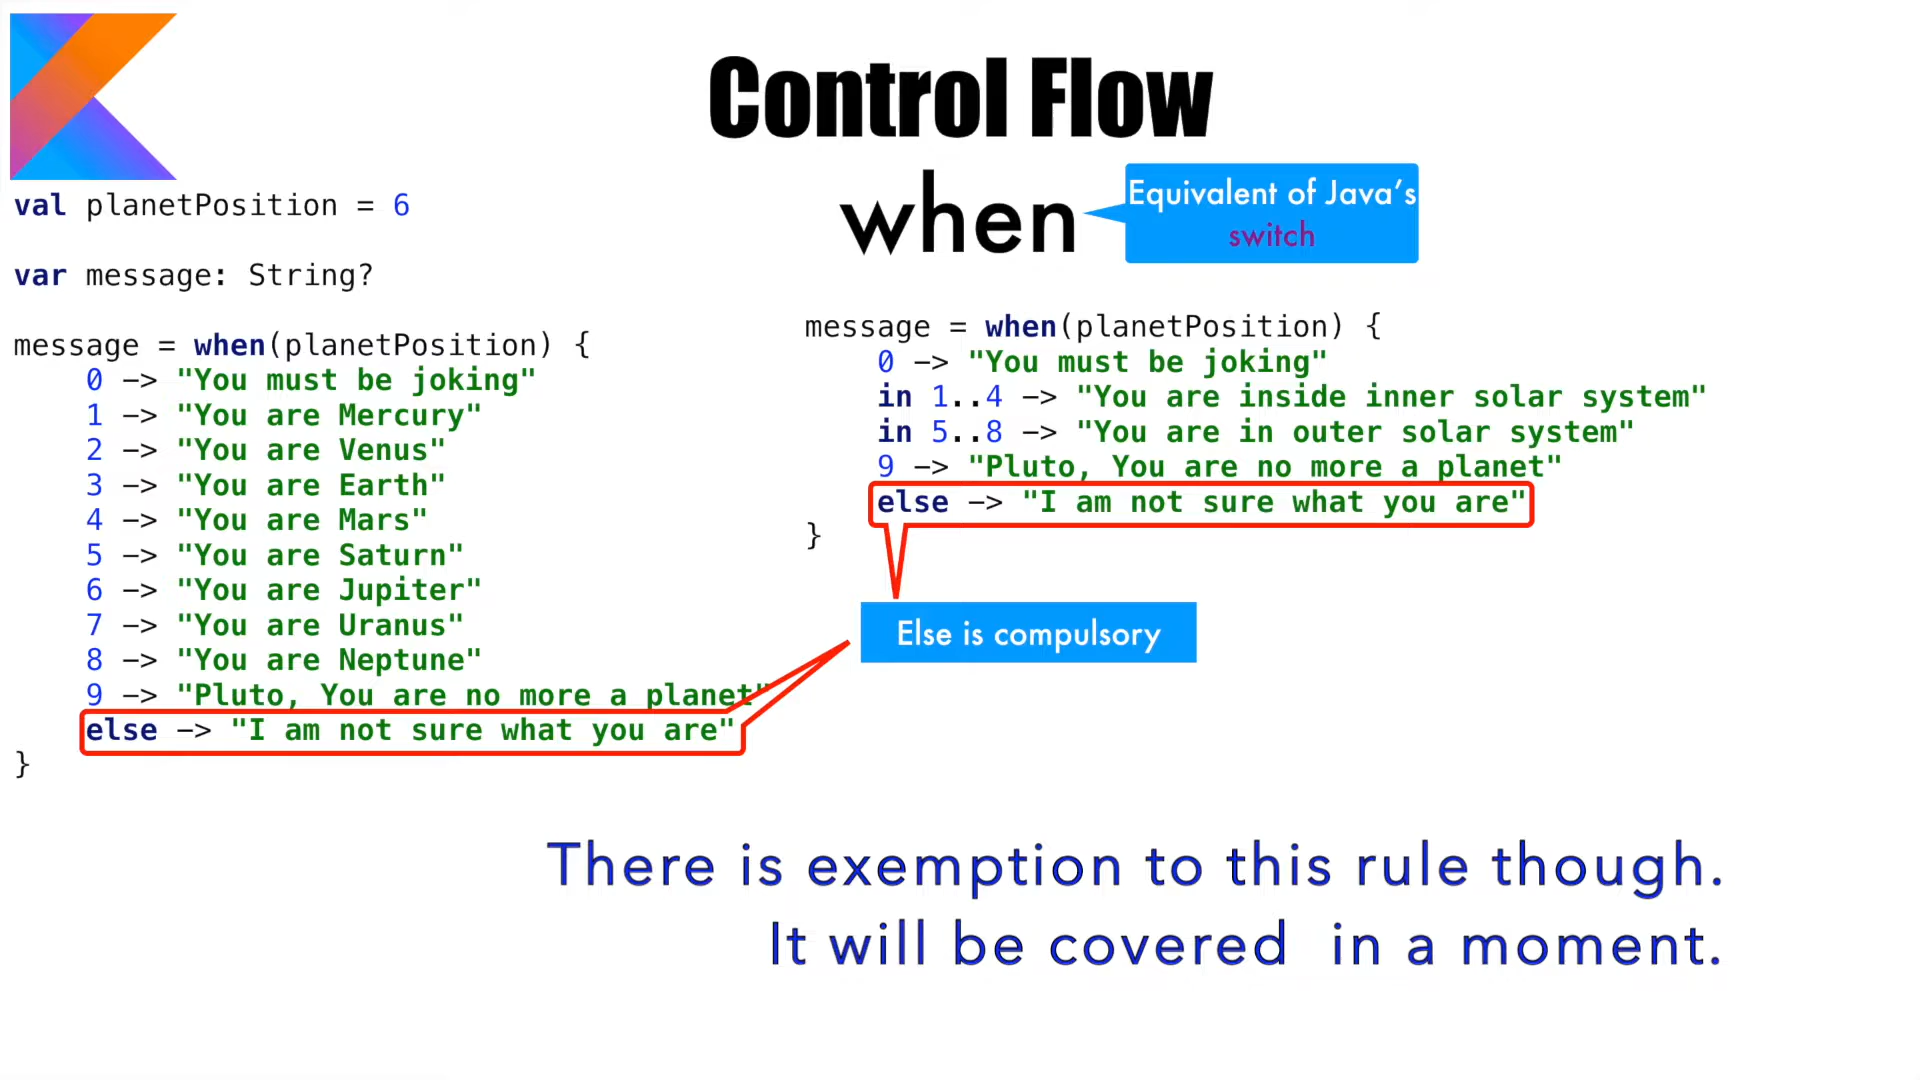 Control Flow
when
Equivalent of Java's
switch
val planetPosition = 6
var message: String?
message = when(planetPosition) {
0 -> "You must be joking"
1 -> "You are Mercury"
2 -> "You are Venus"
3 -> "You are Earth"
4 -> "You are Mars"
5 -> "You are Saturn"
6 -> "You are Jupiter"
7 -> "You are Uranus"
8 -> "You are Neptune"
9 -> "Pluto, You are no more a planet"
else -> "I am not sure what you are"
}
message = when(planetPosition) {
0 -> "You must be joking"
in 1..4 -> "You are inside inner solar system"
in 5..8 -> "You are in outer solar system"
9 -> "Pluto, You are no more a planet"
else -> "I am not sure what you are"
}
Else is compulsory
There is exemption to this rule though.
It will be covered in a moment.